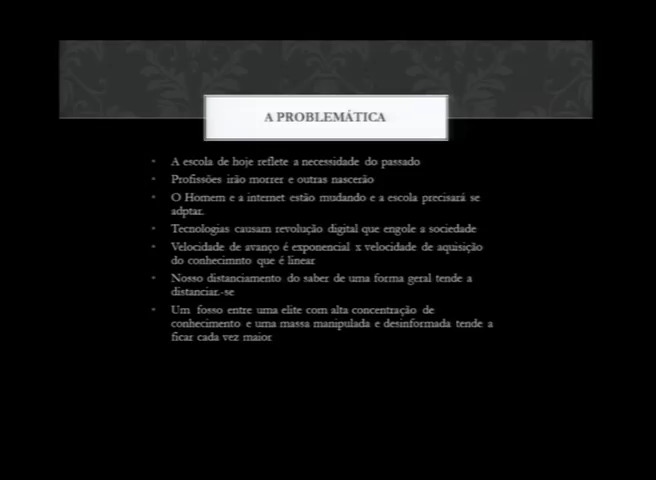 A PROBLEMÁTICA
• A escola de hoje reflete a necessidade do passado
• Profissões irão morrer e outras nascerão
• O Homem e a internet estão mudando e a escola precisará se
adptar.
• Tecnologias causam revolução digital que engole a sociedade
• Velocidade de avanço é exponencial x velocidade de aquisição
do conhecimnto que é linear
• Nosso distanciamento do saber de uma forma geral tende a
distanciar.-se
• Um fosso entre uma elite com alta concentração de
conhecimento e uma massa manipulada e desinformada tende a
ficar cada vez maior